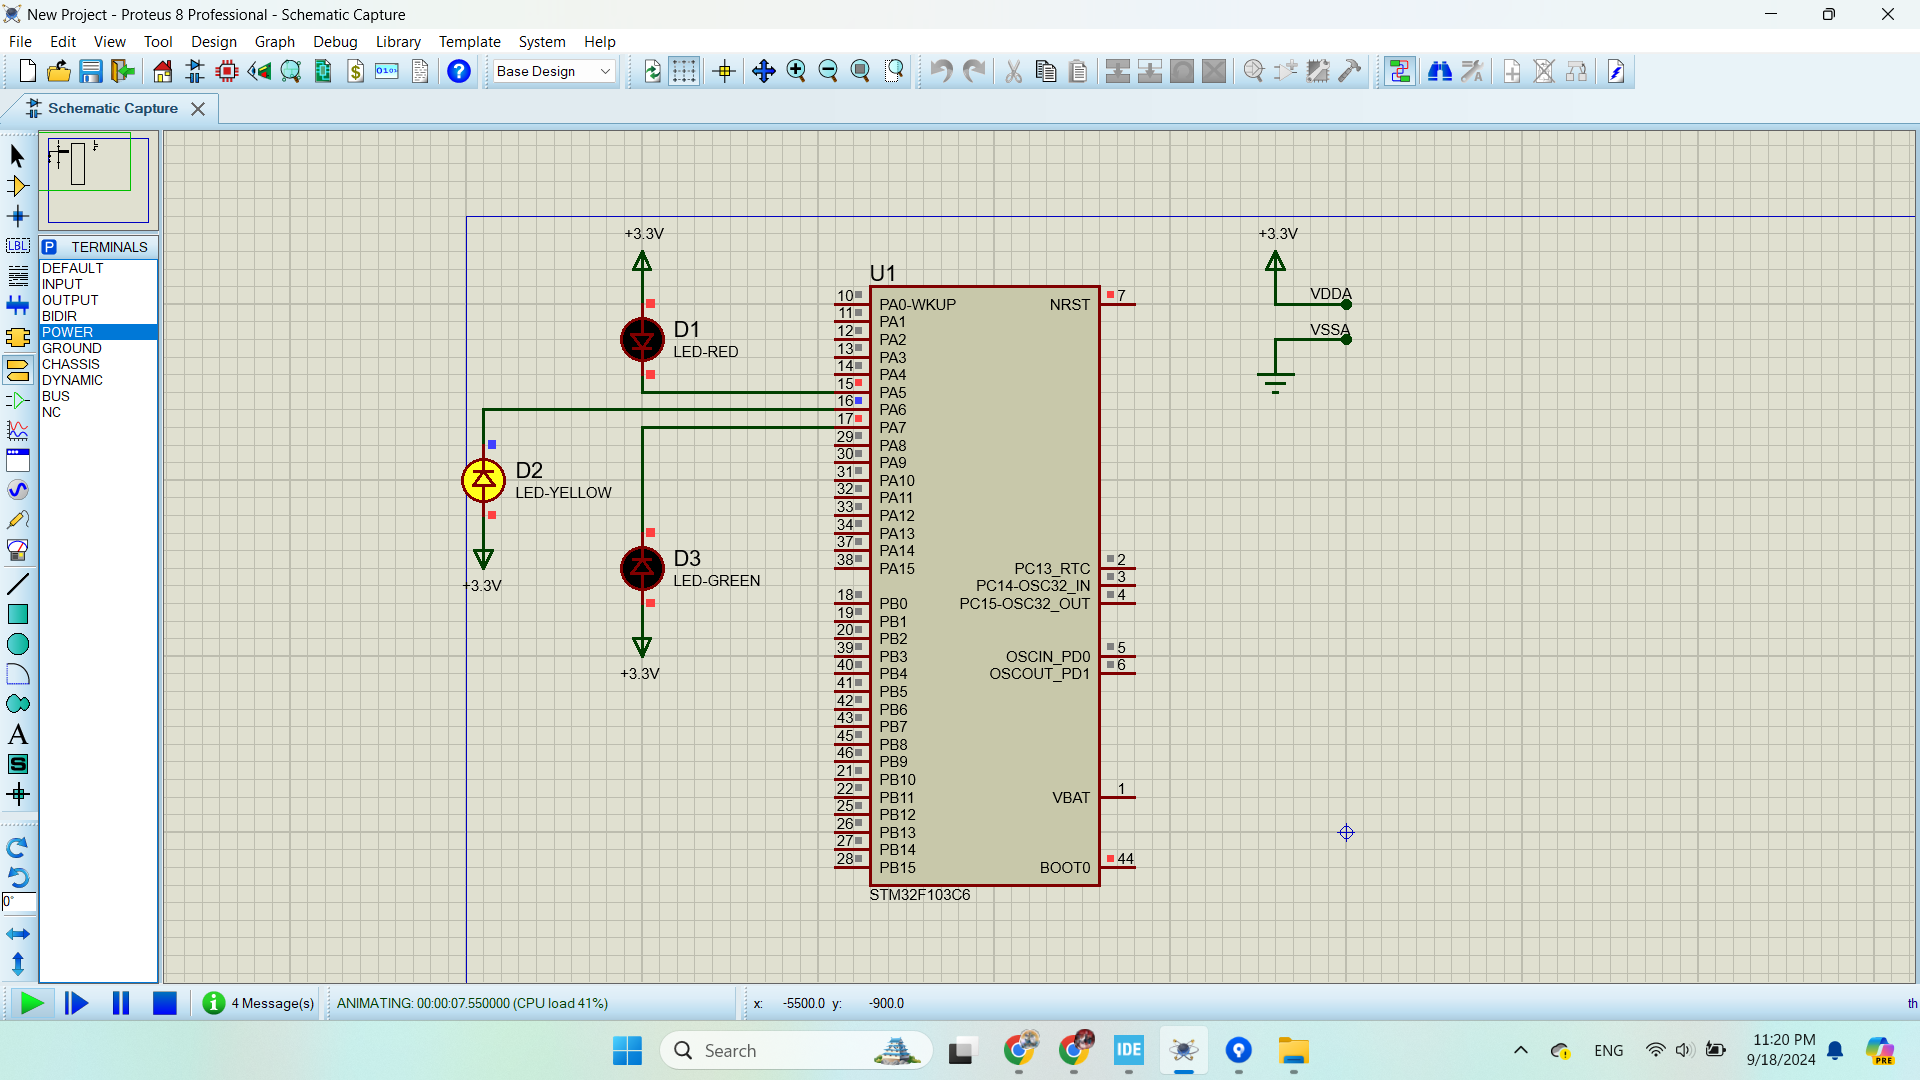 New Project - Proteus 8 Professional - Schematic Capture
File Edit View Tool Design Graph Debug Library Template System Help
Base Design
Schematic Capture
TERMINALS
DEFAULT
INPUT
OUTPUT
BIDIR
POWER
GROUND
CHASSIS
DYNAMIC
BUS
NC
LBL
0°
+3.3V
D1
LED-RED
D2
LED-YELLOW
+3.3V
D3
LED-GREEN
+3.3V
U1
10 PA0-WKUP
11 PA1
12 PA2
13 PA3
14 PA4
15 PA5
16 PA6
17 PA7
29 PA8
30 PA9
31 PA10
32 PA11
33 PA12
34 PA13
37 PA14
38 PA15
18 PB0
19 PB1
20 PB2
39 PB3
40 PB4
41 PB5
42 PB6
43 PB7
45 PB8
46 PB9
21 PB10
22 PB11
25 PB12
26 PB13
27 PB14
28 PB15
NRST 7
PC13_RTC 2
PC14-OSC32_IN 3
PC15-OSC32_OUT 4
OSCIN_PD0 5
OSCOUT_PD1 6
VBAT 1
BOOT0 44
STM32F103C6
+3.3V
VDDA
VSSA
4 Message(s)
ANIMATING: 00:00:07.550000 (CPU load 41%)
x: -5500.0 y: -900.0
th
Search
IDE
ENG
11:20 PM
9/18/2024
PRE